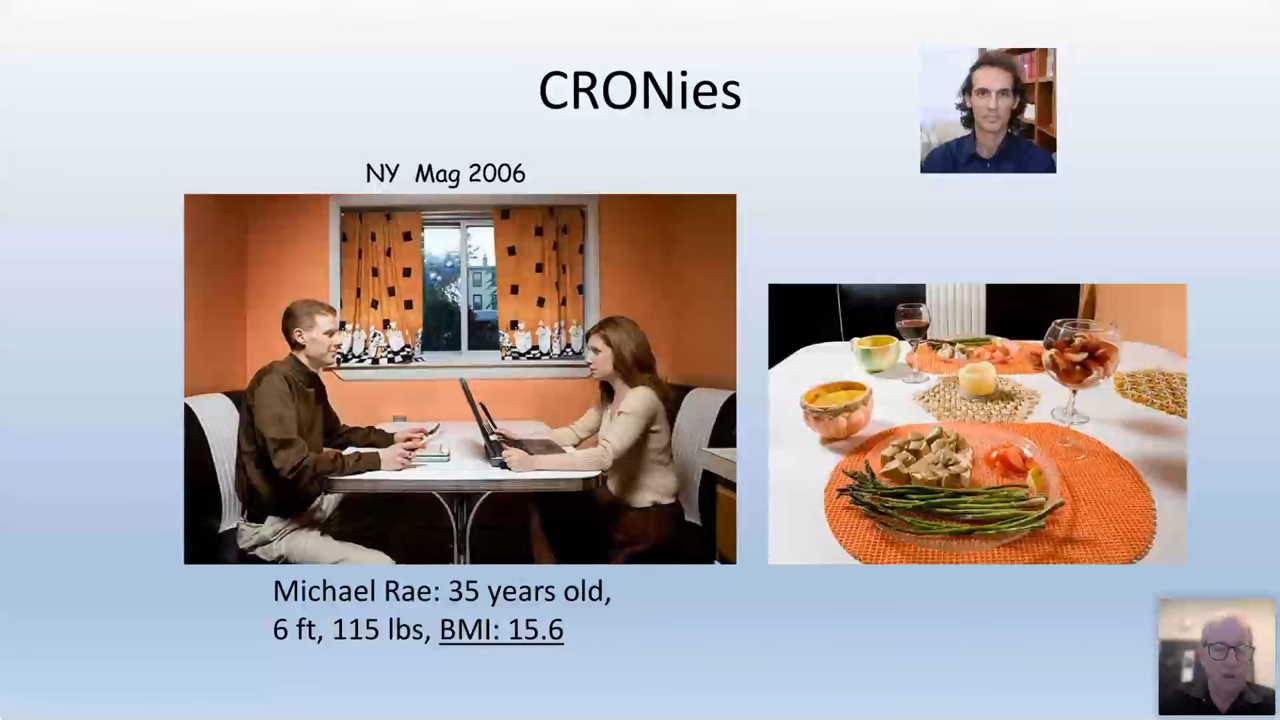 CRONies
NY Mag 2006
Michael Rae: 35 years old,
6 ft, 115 lbs, BMI: 15.6